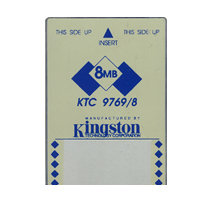 THIS SIDE UP THIS SIDE UP
INSERT
8MB
KTC 9769/8
MANUFACTURED BY
Kingston
TECHNOLOGY CORPORATION